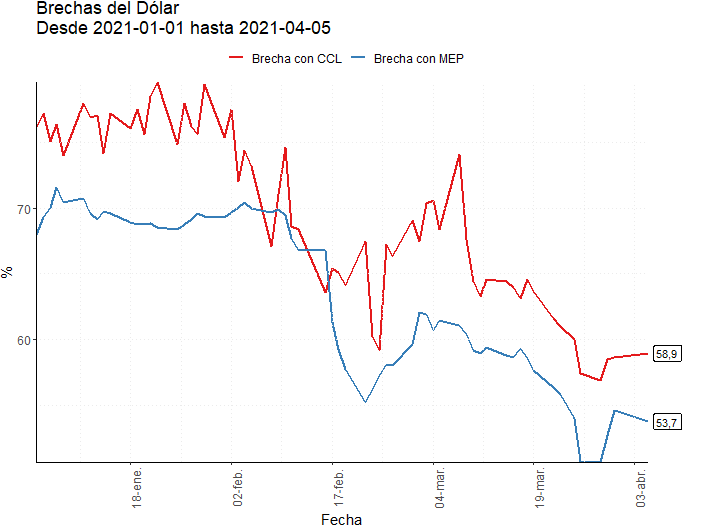 Brechas del Dólar
Desde 2021-01-01 hasta 2021-04-05
Brecha con CCL Brecha con MEP
70
60
%
58,9
53,7
18-ene. 02-feb. 17-feb. 04-mar. 19-mar. 03-abr.
Fecha